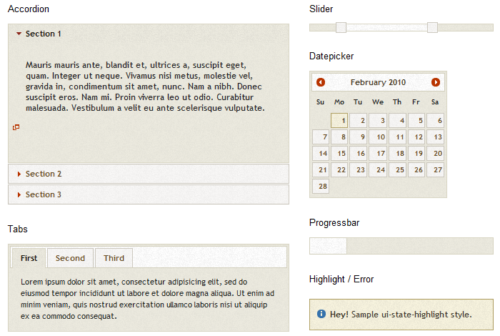 Accordion
Section 1
Mauris mauris ante, blandit et, ultrices a, suscipit eget,
quam. Integer ut neque. Vivamus nisi metus, molestie vel,
gravida in, condimentum sit amet, nunc. Nam a nibh. Donec
suscipit eros. Nam mi. Proin viverra leo ut odio. Curabitur
malesuada. Vestibulum a velit eu ante scelerisque vulputate.
Section 2
Section 3
Tabs
First Second Third
Lorem ipsum dolor sit amet, consectetur adipisicing elit, sed do
eiusmod tempor incididunt ut labore et dolore magna aliqua. Ut enim ad
minim veniam, quis nostrud exercitation ullamco laboris nisi ut aliquip
ex ea commodo consequat.
Slider
Datepicker
February 2010
Su Mo Tu We Th Fr Sa
1 2 3 4 5 6
7 8 9 10 11 12 13
14 15 16 17 18 19 20
21 22 23 24 25 26 27
28
Progressbar
Highlight / Error
Hey! Sample ui-state-highlight style.